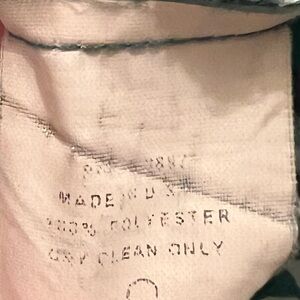 MADE IN U.S.A
100% POLYESTER
DRY CLEAN ONLY